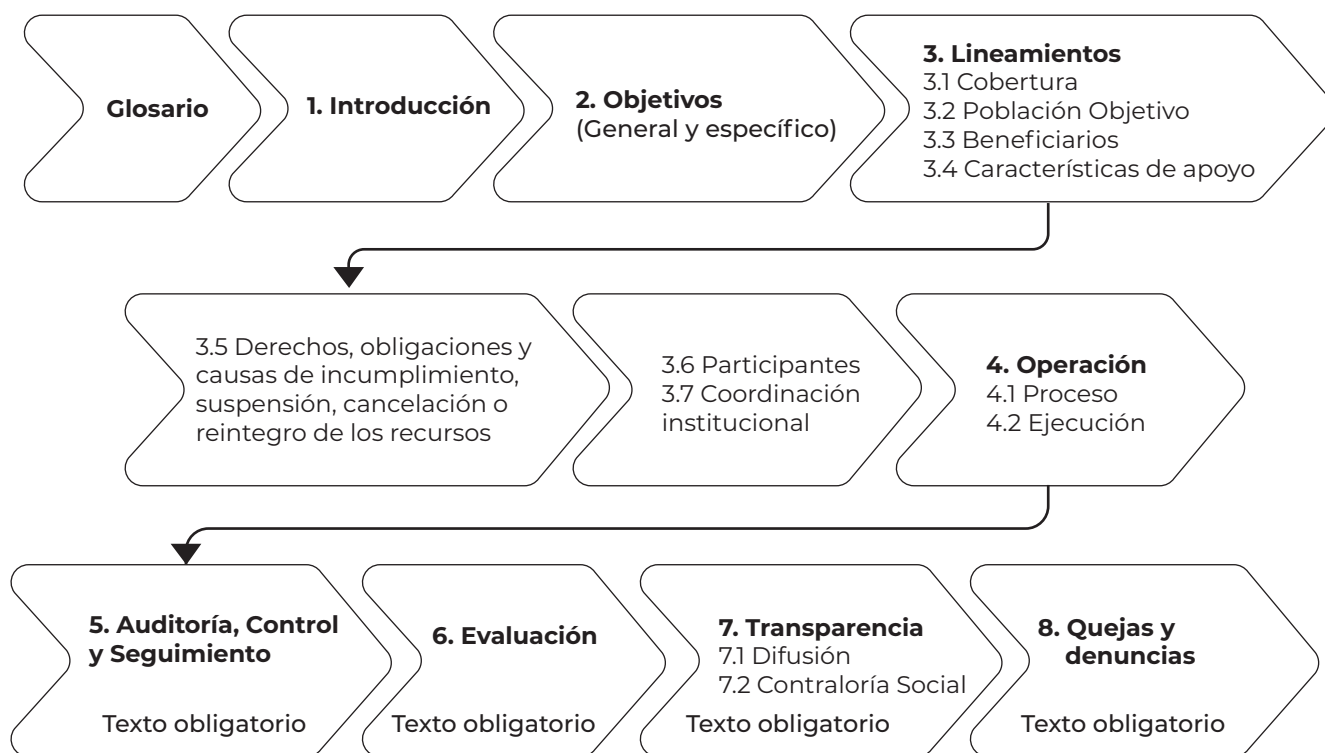 Glosario
1. Introducción
2. Objetivos
(General y específico)
3. Lineamientos
3.1 Cobertura
3.2 Población Objetivo
3.3 Beneficiarios
3.4 Características de apoyo
3.5 Derechos, obligaciones y
causas de incumplimiento,
suspensión, cancelación o
reintegro de los recursos
3.6 Participantes
3.7 Coordinación
institucional
4. Operación
4.1 Proceso
4.2 Ejecución
5. Auditoría, Control
y Seguimiento
Texto obligatorio
6. Evaluación
Texto obligatorio
7. Transparencia
7.1 Difusión
7.2 Contraloría Social
Texto obligatorio
8. Quejas y
denuncias
Texto obligatorio